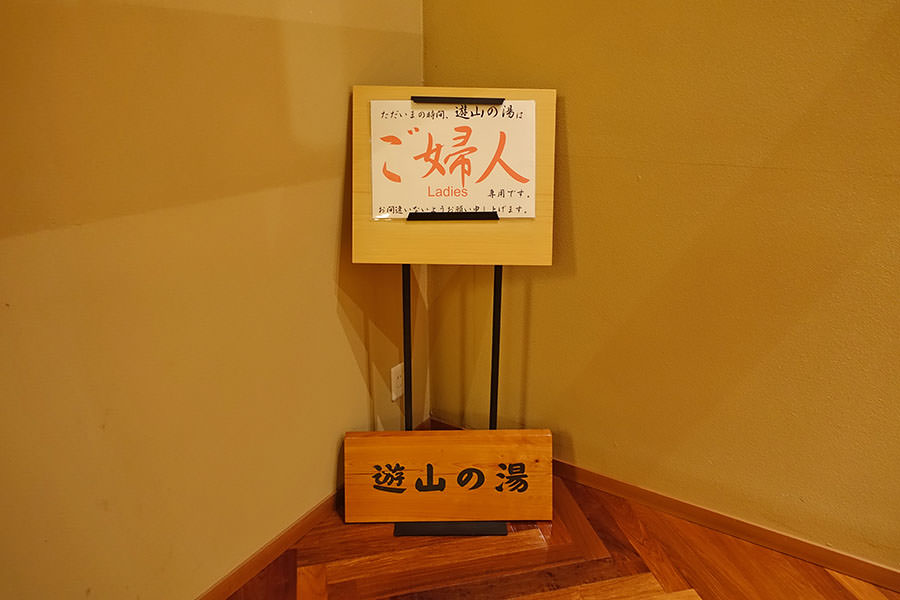 ただいまの時間、遊山の湯は
ご婦人
Ladies 専用です。
お間違いないようお願い申し上げます。
遊山の湯